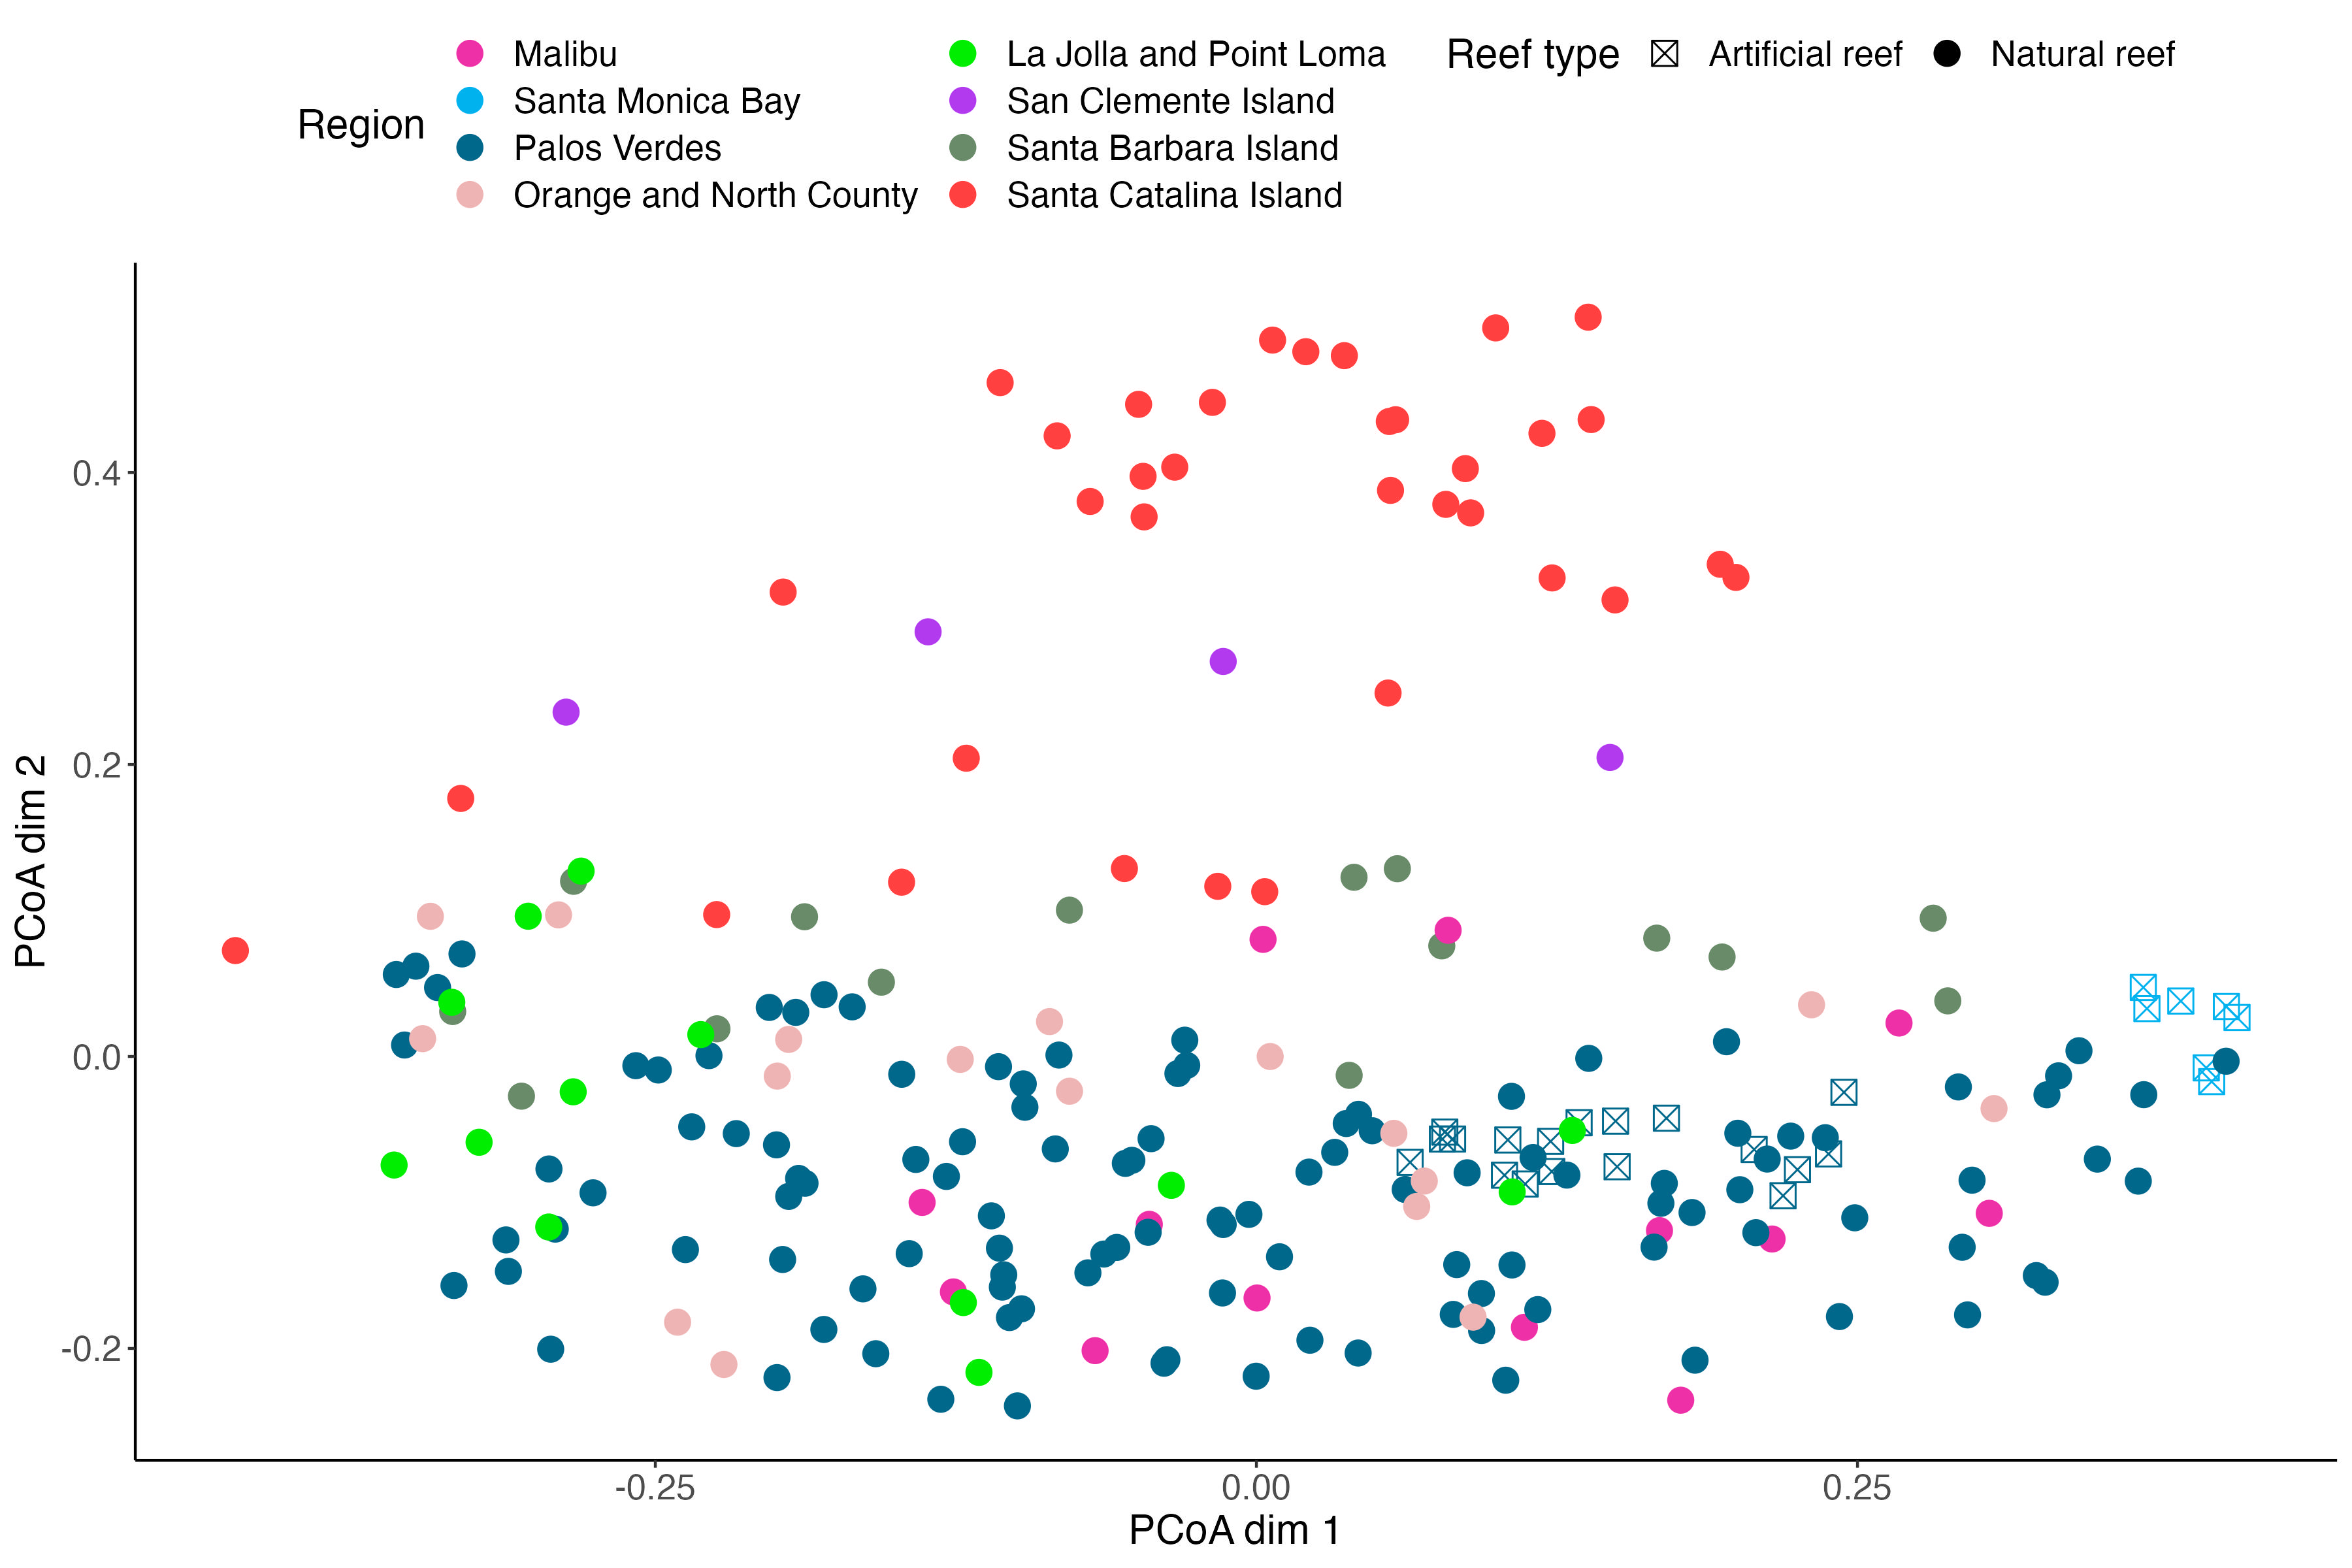 Region
Malibu
Santa Monica Bay
Palos Verdes
Orange and North County
La Jolla and Point Loma
San Clemente Island
Santa Barbara Island
Santa Catalina Island
Reef type
Artificial reef
Natural reef
PCoA dim 2
0.4
0.2
0.0
-0.2
-0.25
0.00
0.25
PCoA dim 1